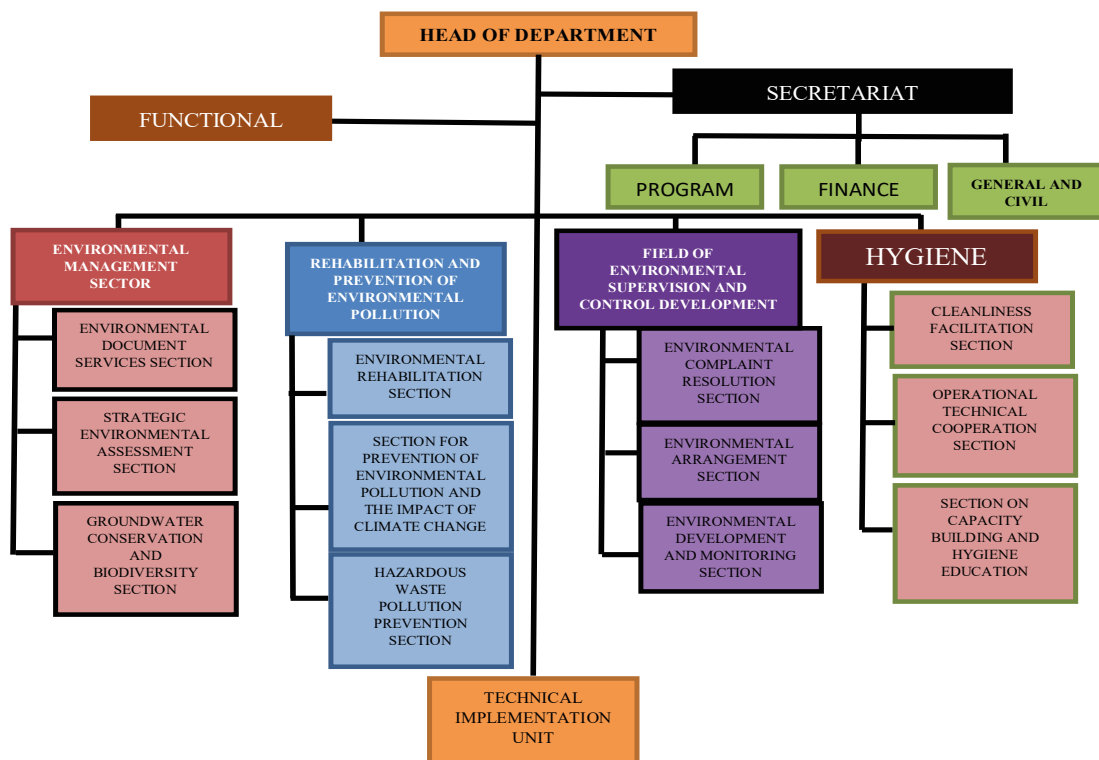 HEAD OF DEPARTMENT
SECRETARIAT
FUNCTIONAL
PROGRAM
FINANCE
GENERAL AND
CIVIL
ENVIRONMENTAL
MANAGEMENT
SECTOR
ENVIRONMENTAL
DOCUMENT
SERVICES SECTION
STRATEGIC
ENVIRONMENTAL
ASSESSMENT
SECTION
GROUNDWATER
CONSERVATION
AND
BIODIVERSITY
SECTION
REHABILITATION AND
PREVENTION OF
ENVIRONMENTAL
POLLUTION
ENVIRONMENTAL
REHABILITATION
SECTION
SECTION FOR
PREVENTION OF
ENVIRONMENTAL
POLLUTION AND
THE IMPACT OF
CLIMATE CHANGE
HAZARDOUS
WASTE
POLLUTION
PREVENTION
SECTION
FIELD OF
ENVIRONMENTAL
SUPERVISION AND
CONTROL DEVELOPMENT
ENVIRONMENTAL
COMPLAINT
RESOLUTION
SECTION
ENVIRONMENTAL
ARRANGEMENT
SECTION
ENVIRONMENTAL
DEVELOPMENT
AND MONITORING
SECTION
HYGIENE
CLEANLINESS
FACILITATION
SECTION
OPERATIONAL
TECHNICAL
COOPERATION
SECTION
SECTION ON
CAPACITY
BUILDING AND
HYGIENE
EDUCATION
TECHNICAL
IMPLEMENTATION
UNIT